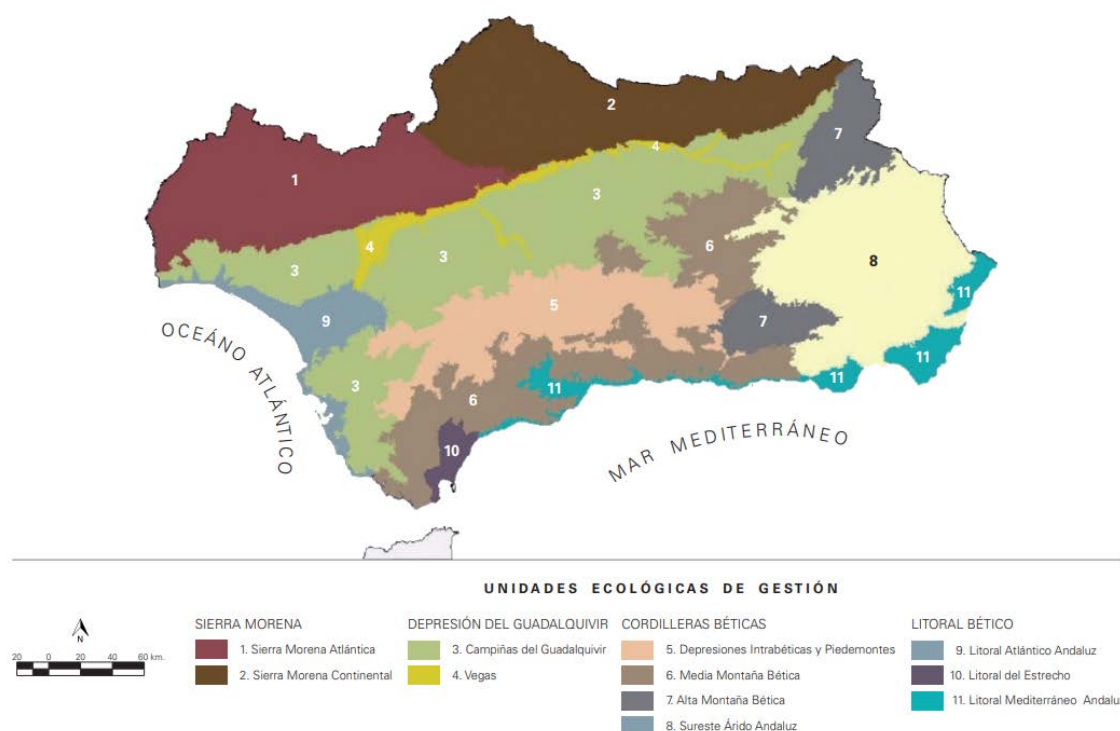 2
7
4
1
3
4
6
3
3
8
11
5
9
7
11
11
11
3
6
10
OCEÁNO ATLÁNTICO
MAR MEDITERRÁNEO
UNIDADES ECOLÓGICAS DE GESTIÓN
N
20 0 20 40 60 km.
SIERRA MORENA
1. Sierra Morena Atlántica
2. Sierra Morena Continental
DEPRESIÓN DEL GUADALQUIVIR
3. Campiñas del Guadalquivir
4. Vegas
CORDILLERAS BÉTICAS
5. Depresiones Intrabéticas y Piedemontes
6. Media Montaña Bética
7. Alta Montaña Bética
8. Sureste Árido Andaluz
LITORAL BÉTICO
9. Litoral Atlántico Andaluz
10. Litoral del Estrecho
11. Litoral Mediterráneo Andaluz